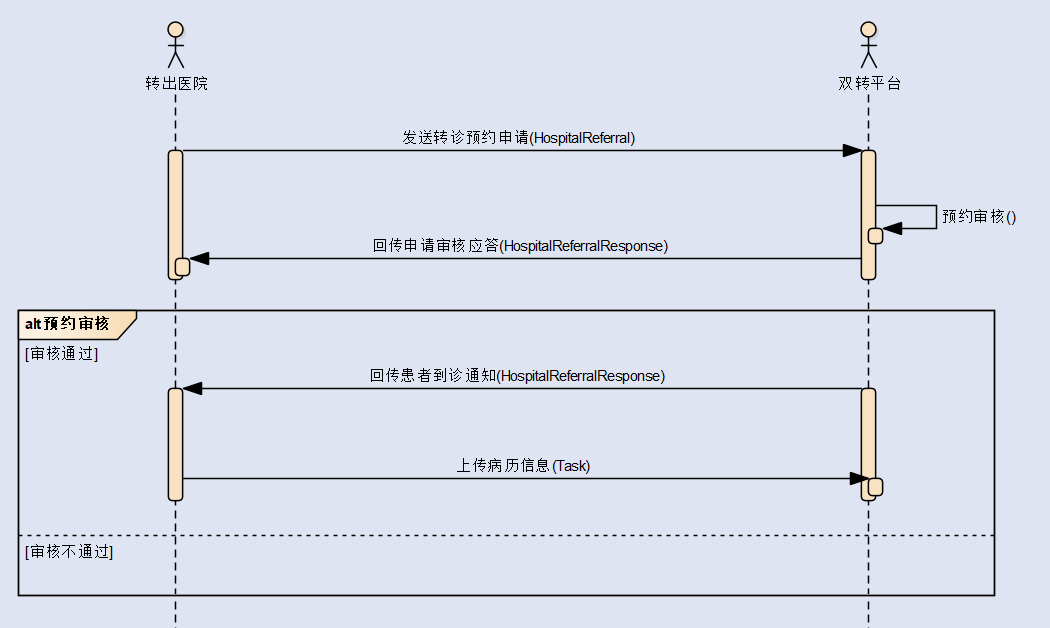 转出医院
双转平台
发送转诊预约申请(HospitalReferral)
预约审核()
回传申请审核应答(HospitalReferralResponse)
alt预约审核
[审核通过]
回传患者到诊通知(HospitalReferralResponse)
上传病历信息(Task)
[审核不通过]